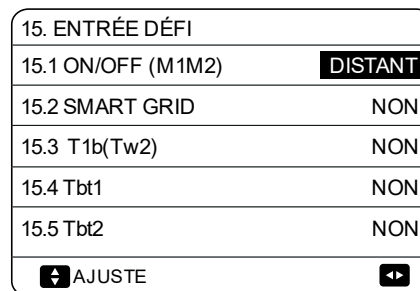 15. ENTRÉE DÉFI
15.1 ON/OFF (M1M2) DISTANT
15.2 SMART GRID NON
15.3 T1b(Tw2) NON
15.4 Tbt1 NON
15.5 Tbt2 NON
AJUSTE